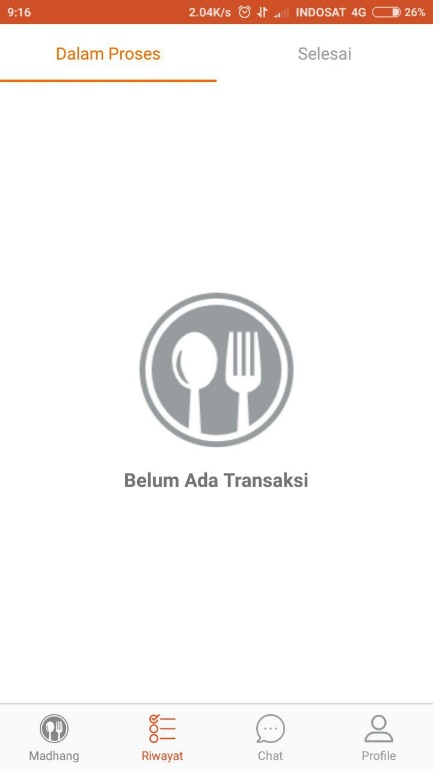 9:16 2.04K/s INDOSAT 4G 26%
Dalam Proses Selesai
Belum Ada Transaksi
Madhang Riwayat Chat Profile